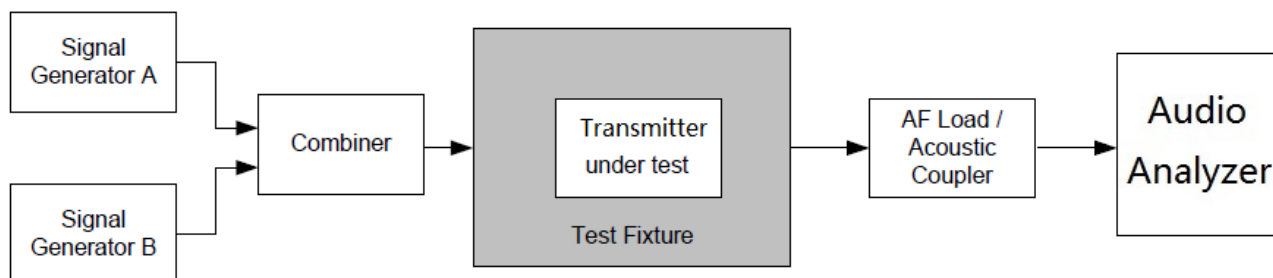 Signal
Generator A
Signal
Generator B
Combiner
Transmitter
under test
Test Fixture
AF Load /
Acoustic
Coupler
Audio
Analyzer